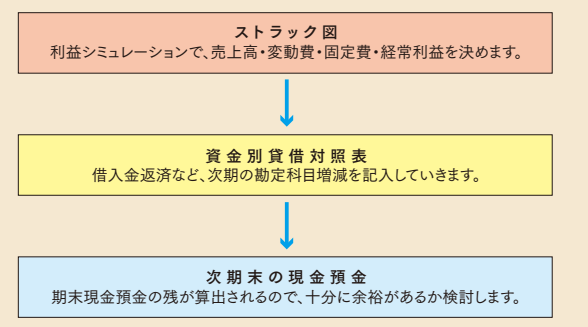 ストラック図
利益シミュレーションで、売上高・変動費・固定費・経常利益を決めます。
資金別貸借対照表
借入金返済など、次期の勘定科目増減を記入していきます。
次期末の現金預金
期末現金預金の残が算出されるので、十分に余裕があるか検討します。